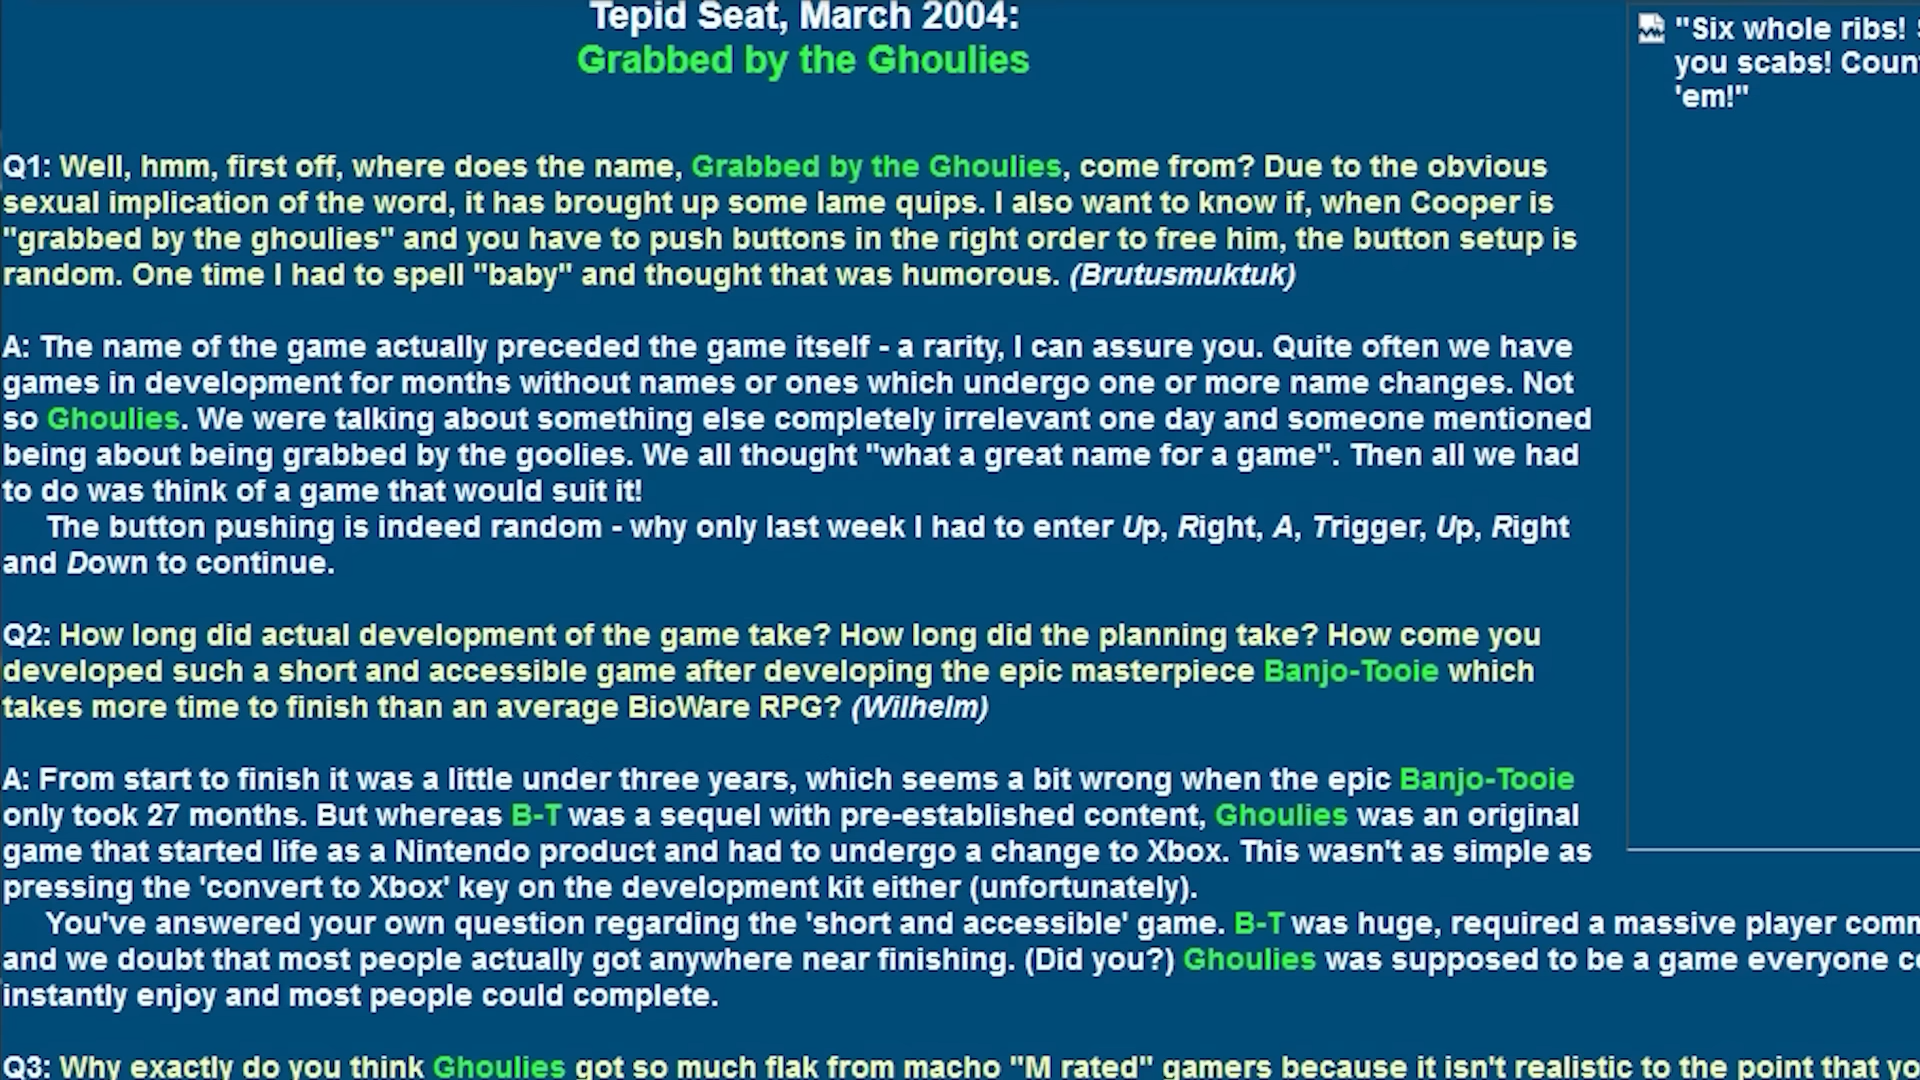 Tepid Seat, March 2004:
Grabbed by the Ghoulies
"Six whole ribs!
you scabs!
'em!"
Q1: Well, hmm, first off, where does the name, Grabbed by the Ghoulies, come from? Due to the obvious
sexual implication of the word, it has brought up some lame quips. I also want to know if, when Cooper is
"grabbed by the ghoulies" and you have to push buttons in the right order to free him, the button setup is
random. One time I had to spell "baby" and thought that was humorous. (Brutusmuktuk)
A: The name of the game actually preceded the game itself - a rarity, I can assure you. Quite often we have
games in development for months without names or ones which undergo one or more name changes. Not
so Ghoulies. We were talking about something else completely irrelevant one day and someone mentioned
being about being grabbed by the goolies. We all thought "what a great name for a game". Then all we had
to do was think of a game that would suit it!
The button pushing is indeed random - why only last week I had to enter Up, Right, A, Trigger, Up, Right
and Down to continue.
Q2: How long did actual development of the game take? How long did the planning take? How come you
developed such a short and accessible game after developing the epic masterpiece Banjo-Tooie which
takes more time to finish than an average BioWare RPG? (Wilhelm)
A: From start to finish it was a little under three years, which seems a bit wrong when the epic Banjo-Tooie
only took 27 months. But whereas B-T was a sequel with pre-established content, Ghoulies was an original
game that started life as a Nintendo product and had to undergo a change to Xbox. This wasn't as simple as
pressing the 'convert to Xbox' key on the development kit either (unfortunately).
You've answered your own question regarding the 'short and accessible' game. B-T was huge, required a massive player
and we doubt that most people actually got anywhere near finishing. (Did you?) Ghoulies was supposed to be a game everyone
instantly enjoy and most people could complete.
Q3: Why exactly do you think Ghoulies got so much flak from macho "M rated" gamers because it isn't realistic to the point that